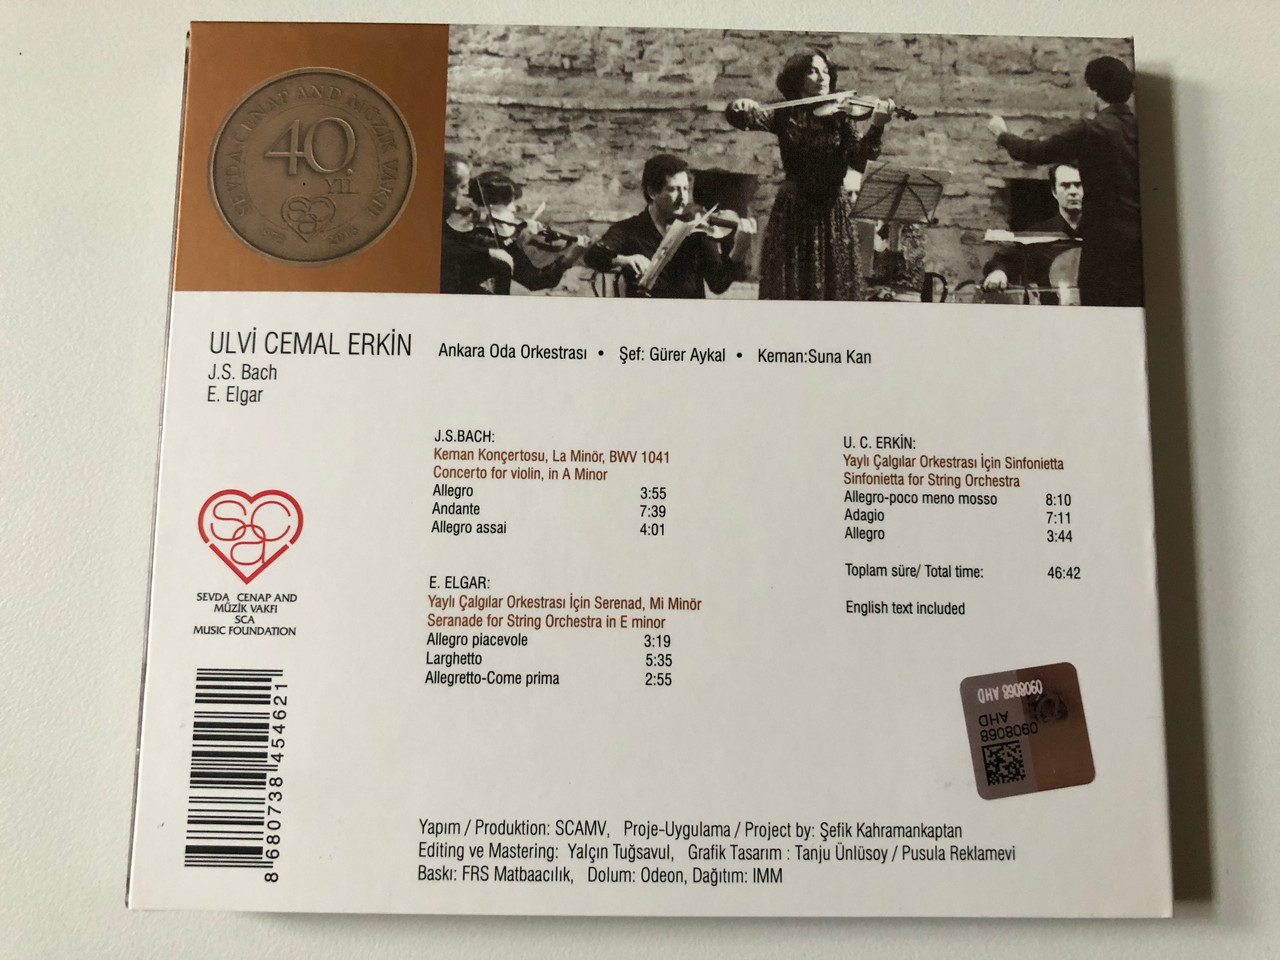 SEVDA CENAP AND MÜZİK VAKFI
40.
YIL
sca
1973 2013
ULVİ CEMAL ERKİN
J.S. Bach
E. Elgar
Ankara Oda Orkestrası • Şef: Gürer Aykal • Keman:Suna Kan
J.S.BACH:
Keman Konçertosu, La Minör, BWV 1041
Concerto for violin, in A Minor
Allegro 3:55
Andante 7:39
Allegro assai 4:01
E. ELGAR:
Yaylı Çalgılar Orkestrası İçin Serenad, Mi Minör
Seranade for String Orchestra in E minor
Allegro piacevole 3:19
Larghetto 5:35
Allegretto-Come prima 2:55
U. C. ERKİN:
Yaylı Çalgılar Orkestrası İçin Sinfonietta
Sinfonietta for String Orchestra
Allegro-poco meno mosso 8:10
Adagio 7:11
Allegro 3:44
Toplam süre/ Total time: 46:42
English text included
sca
SEVDA CENAP AND
MÜZİK VAKFI
SCA
MUSIC FOUNDATION
8 680738 454621
0908068 AHD
AHD
0908068
Yapım / Produktion: SCAMV, Proje-Uygulama / Project by: Şefik Kahramankaptan
Editing ve Mastering: Yalçın Tuğsavul, Grafik Tasarım : Tanju Ünlüsoy / Pusula Reklamevi
Baskı: FRS Matbaacılık, Dolum: Odeon, Dağıtım: IMM